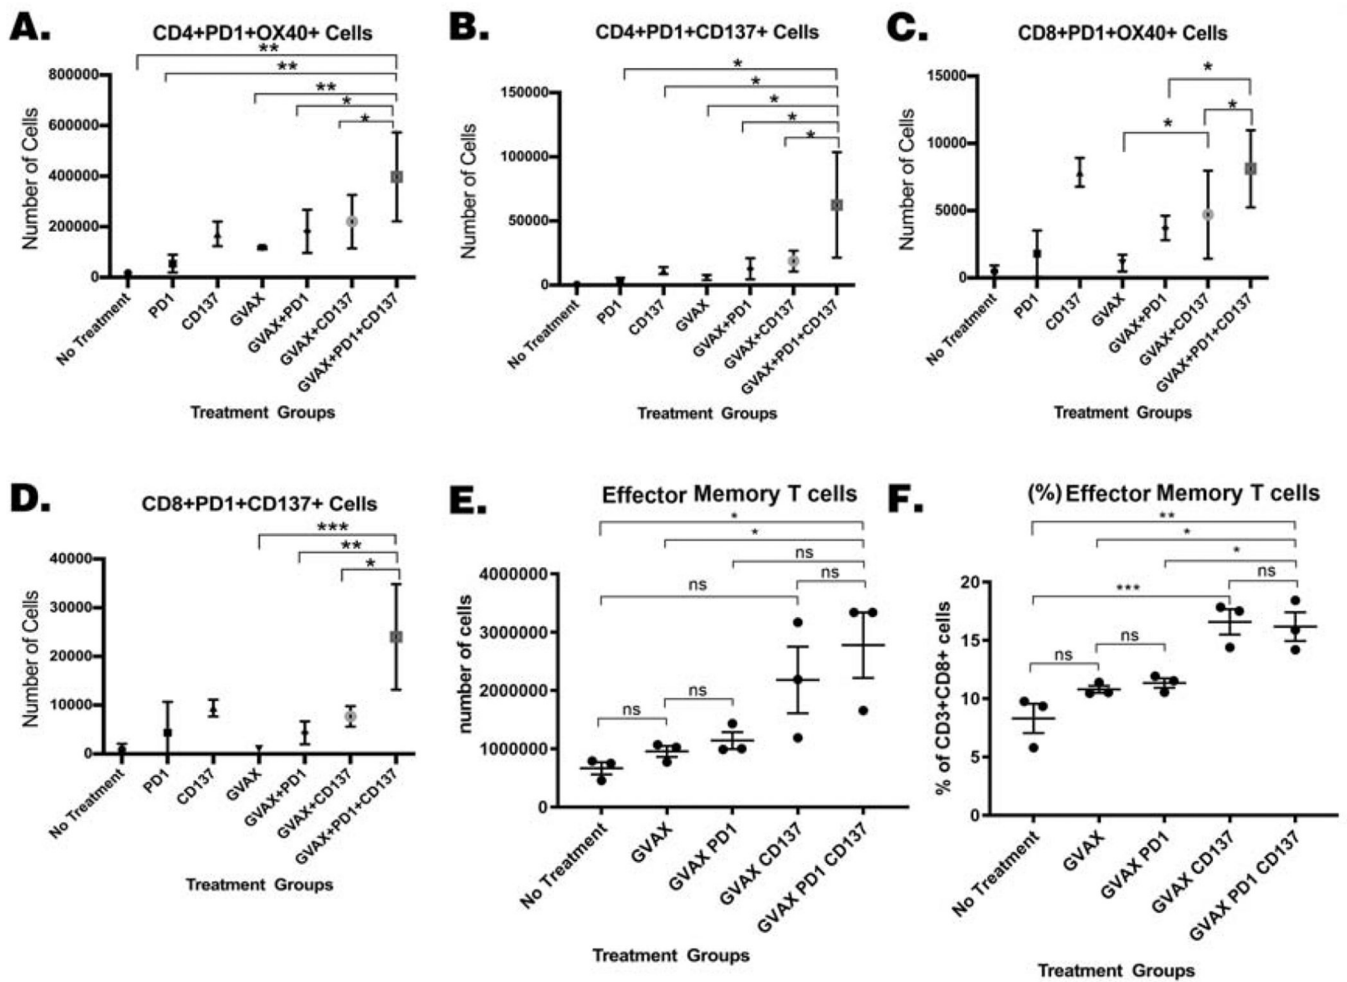 A.
CD4+PD1+OX40+ Cells
**
**
**
*
*
800000
600000
400000
200000
0
Number of Cells
No Treatment
PD1
CD137
GVAX
GVAX+PD1
GVAX+CD137
GVAX+PD1+CD137
Treatment Groups
B.
CD4+PD1+CD137+ Cells
*
*
*
*
*
150000
100000
50000
0
Number of Cells
No Treatment
PD1
CD137
GVAX
GVAX+PD1
GVAX+CD137
GVAX+PD1+CD137
Treatment Groups
C.
CD8+PD1+OX40+ Cells
*
*
*
15000
10000
5000
0
Number of Cells
No Treatment
PD1
CD137
GVAX
GVAX+PD1
GVAX+CD137
GVAX+PD1+CD137
Treatment Groups
D.
CD8+PD1+CD137+ Cells
***
**
*
40000
30000
20000
10000
0
Number of Cells
No Treatment
PD1
CD137
GVAX
GVAX+PD1
GVAX+CD137
GVAX+PD1+CD137
Treatment Groups
E.
Effector Memory T cells
*
*
ns
ns
ns
ns
ns
4000000
3000000
2000000
1000000
0
number of cells
No Treatment
GVAX
GVAX PD1
GVAX CD137
GVAX PD1 CD137
Treatment Groups
F.
(%) Effector Memory T cells
**
*
*
ns
***
ns
ns
20
15
10
5
0
% of CD3+CD8+ cells
No Treatment
GVAX
GVAX PD1
GVAX CD137
GVAX PD1 CD137
Treatment Groups